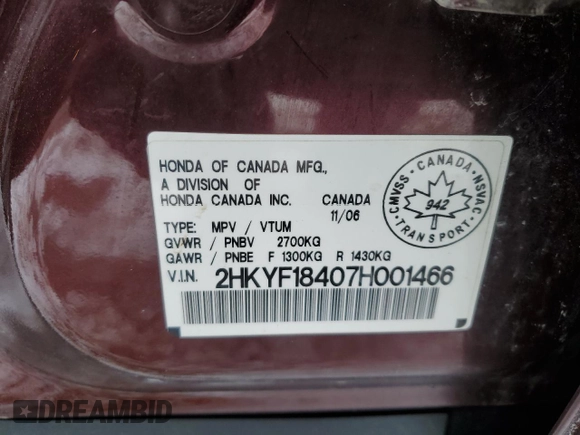 HONDA OF CANADA MFG.,
A DIVISION OF
HONDA CANADA INC. CANADA
11/06
TYPE: MPV / VTUM
GVWR / PNBV 2700KG
GAWR / PNBE F 1300KG R 1430KG
V.I.N. 2HKYF18407H001466
CMVSS · CANADA · NSVAC
942
TRANSPORT
DREAMBID